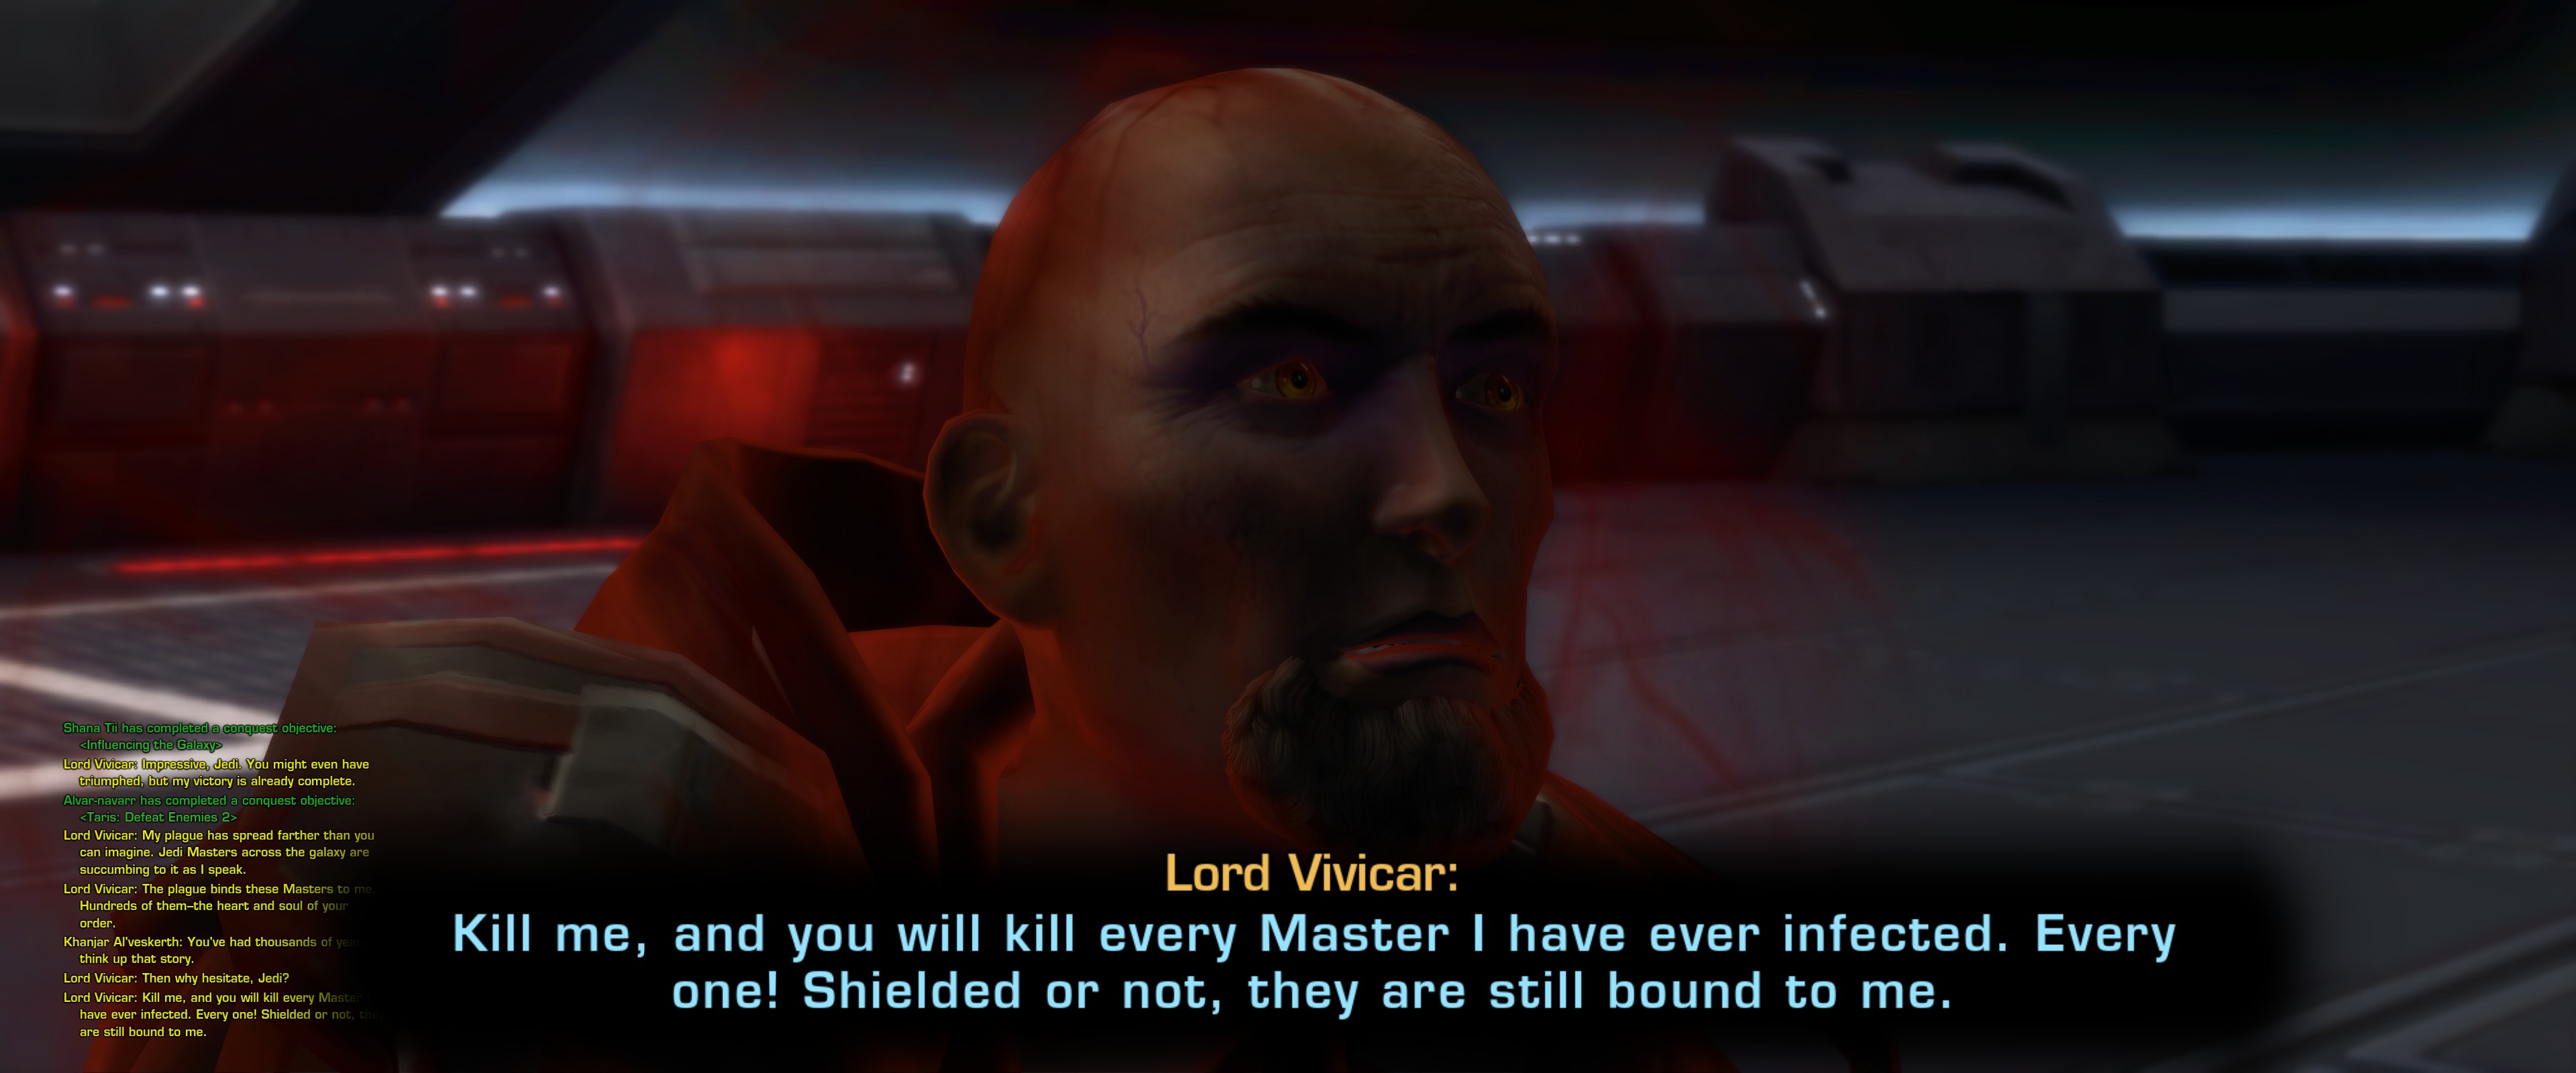 Shana Tii has completed a conquest objective:
<Influencing the Galaxy>
Lord Vivicar: Impressive, Jedi. You might even have
triumphed, but my victory is already complete.
Alvar-navarr has completed a conquest objective:
<Taris: Defeat Enemies 2>
Lord Vivicar: My plague has spread farther than you
can imagine. Jedi Masters across the galaxy are
succumbing to it as I speak.
Lord Vivicar: The plague binds these Masters to me.
Hundreds of them–the heart and soul of your
order.
Khanjar Al'veskerth: You've had thousands of
think up that story.
Lord Vivicar: Then why hesitate, Jedi?
Lord Vivicar: Kill me, and you will kill every Master
have ever infected. Every one! Shielded or not, they
are still bound to me.
Lord Vivicar:
Kill me, and you will kill every Master I have ever infected. Every
one! Shielded or not, they are still bound to me.